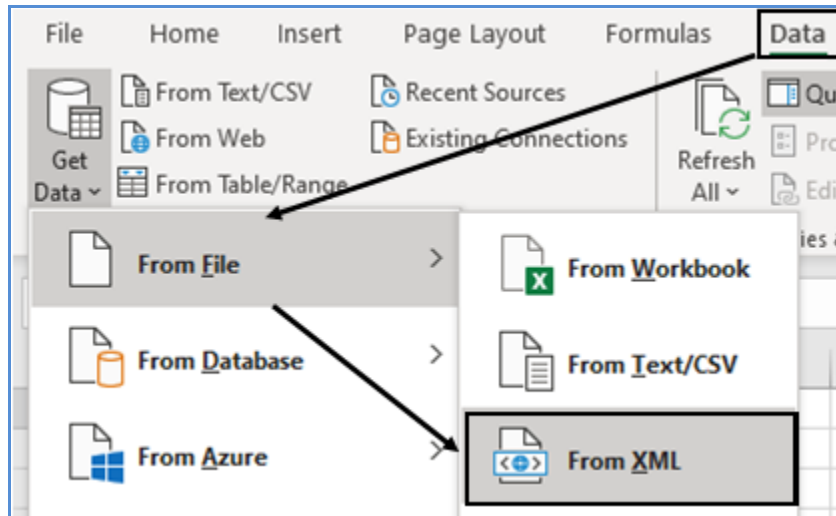 File Home Insert Page Layout Formulas Data
Get Data
From Text/CSV
From Web
From Table/Range
Recent Sources
Existing Connections
Refresh All
From File
From Database
From Azure
From Workbook
From Text/CSV
From XML